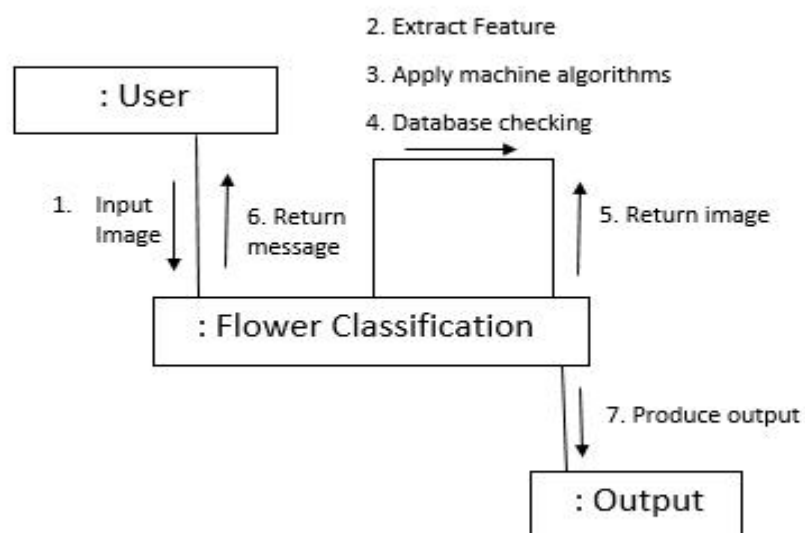 2. Extract Feature
3. Apply machine algorithms
4. Database checking
: User
1. Input
Image
6. Return
message
5. Return image
: Flower Classification
7. Produce output
: Output